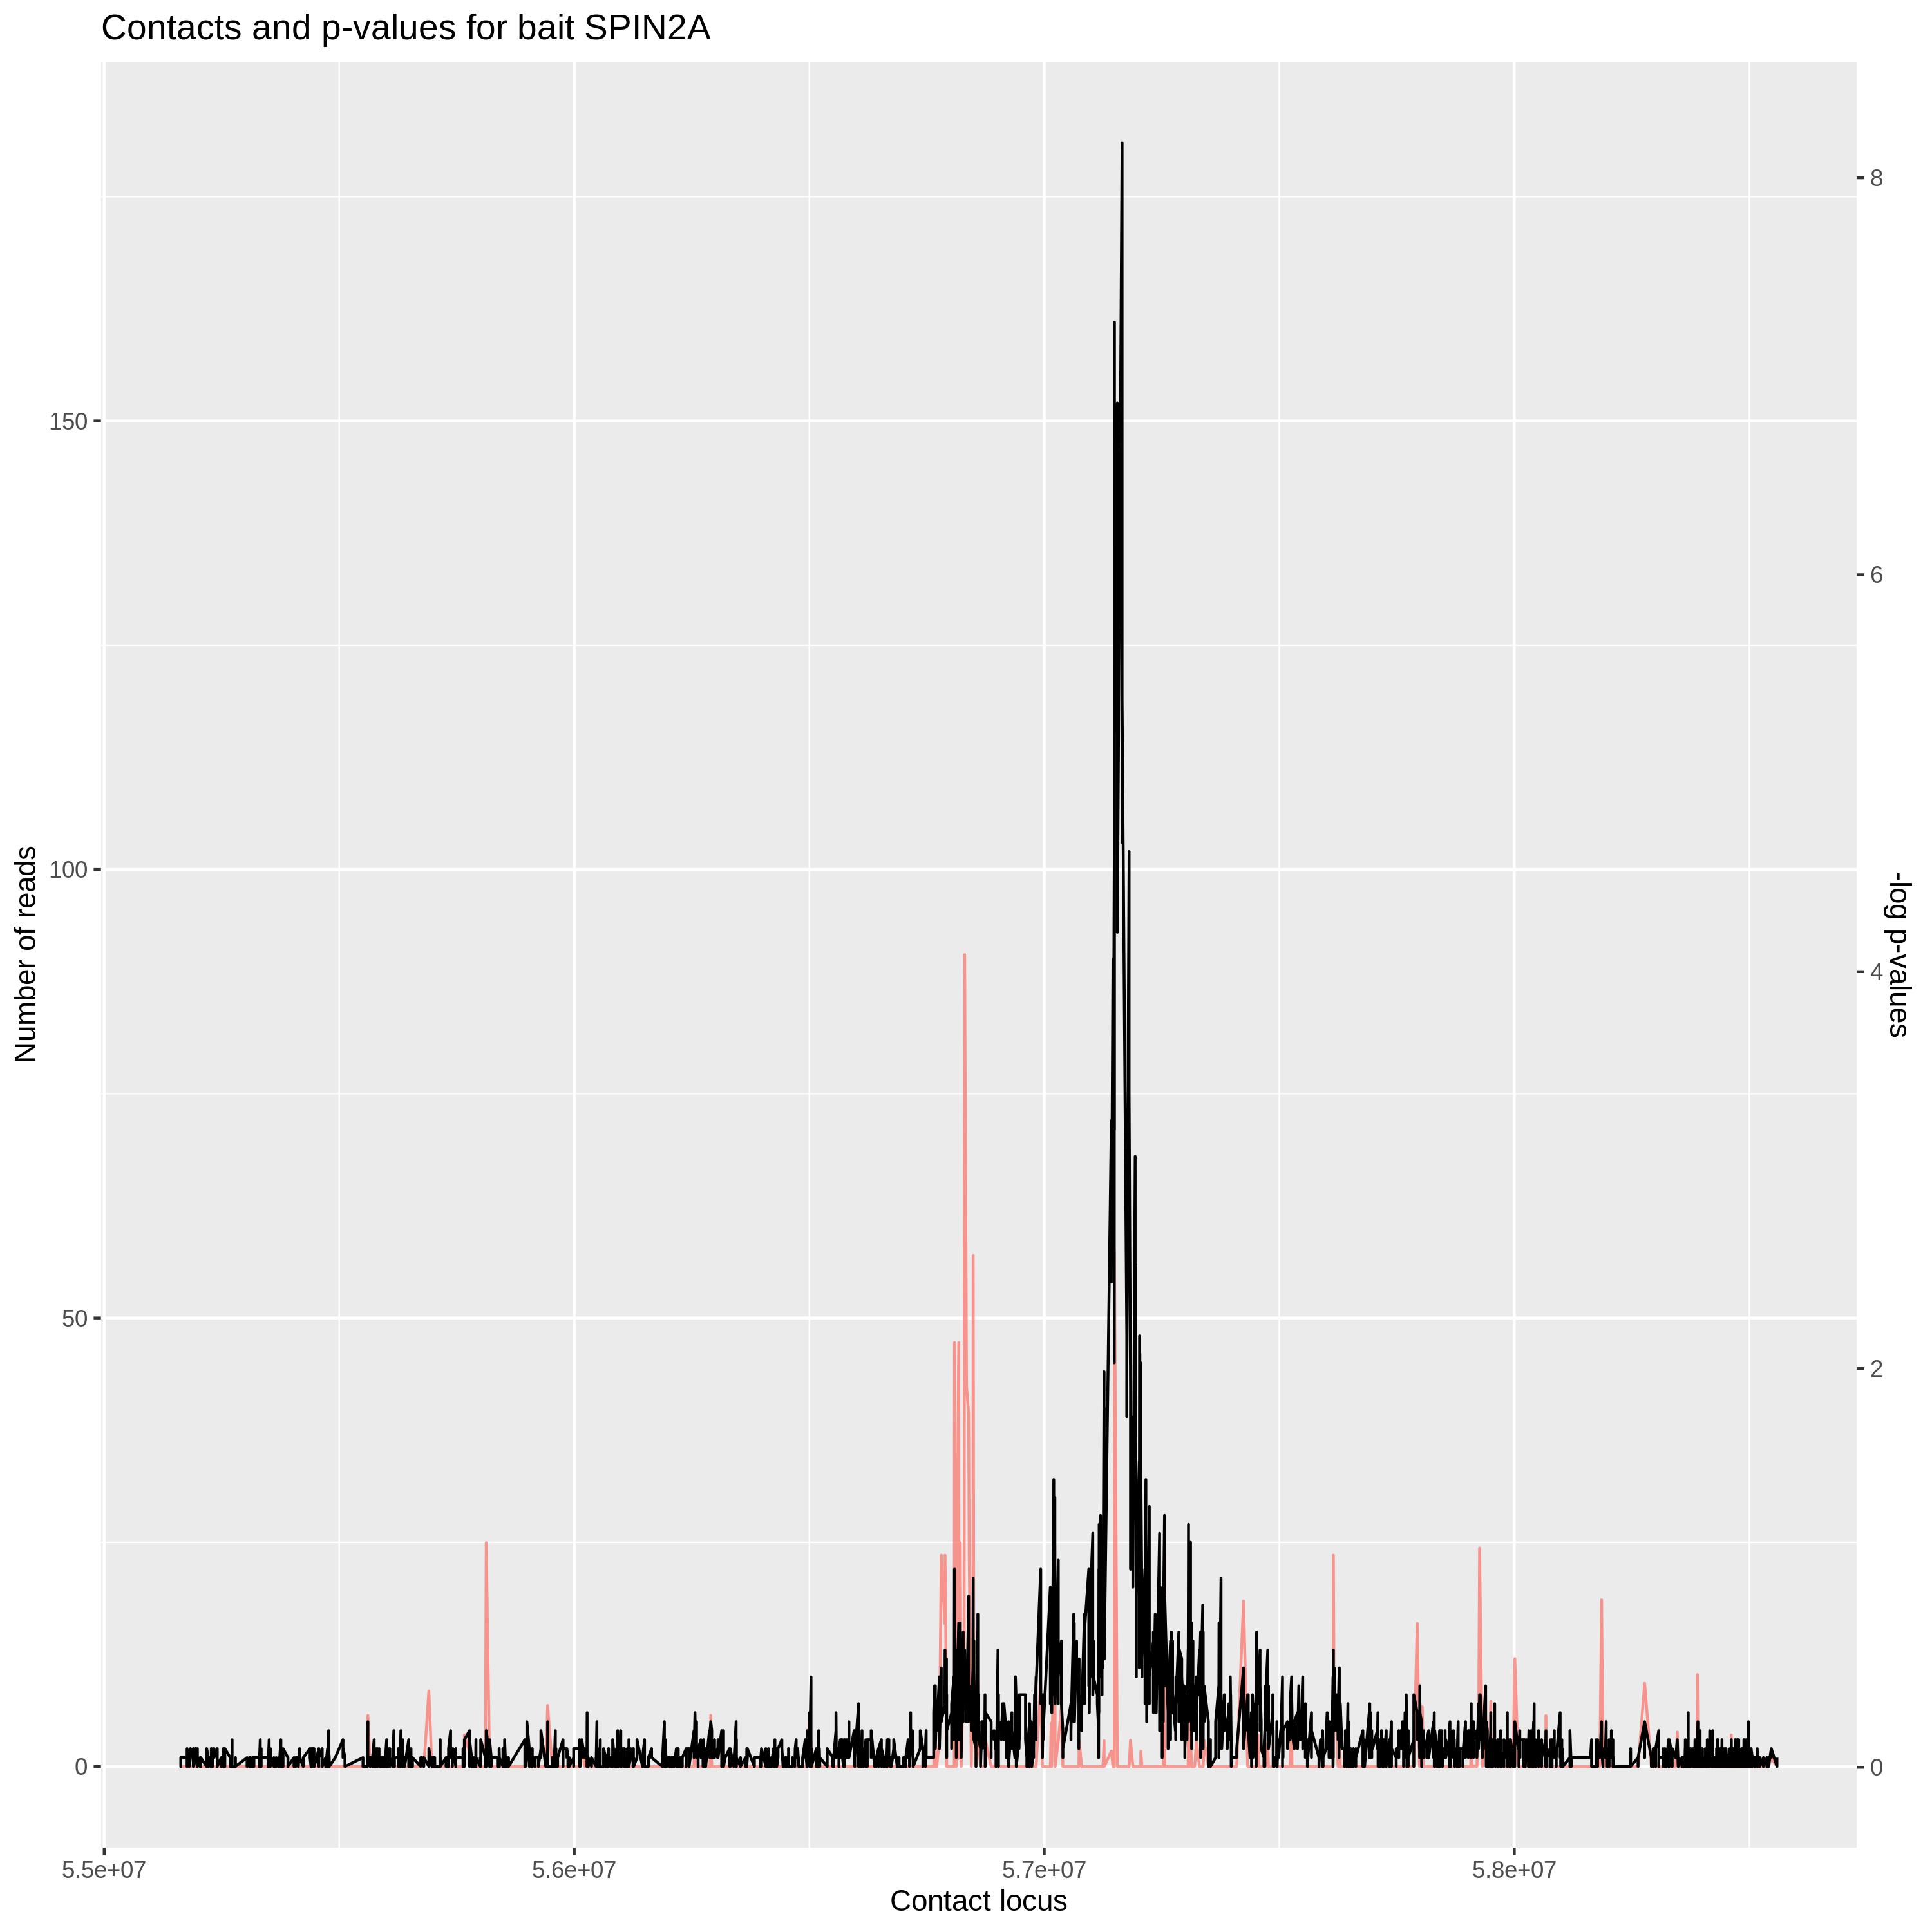 Contacts and p-values for bait SPIN2A
8
6
150
100
Number of reads
-log p-values
4
50
2
0
0
5.5e+07
5.6e+07
5.7e+07
5.8e+07
Contact locus